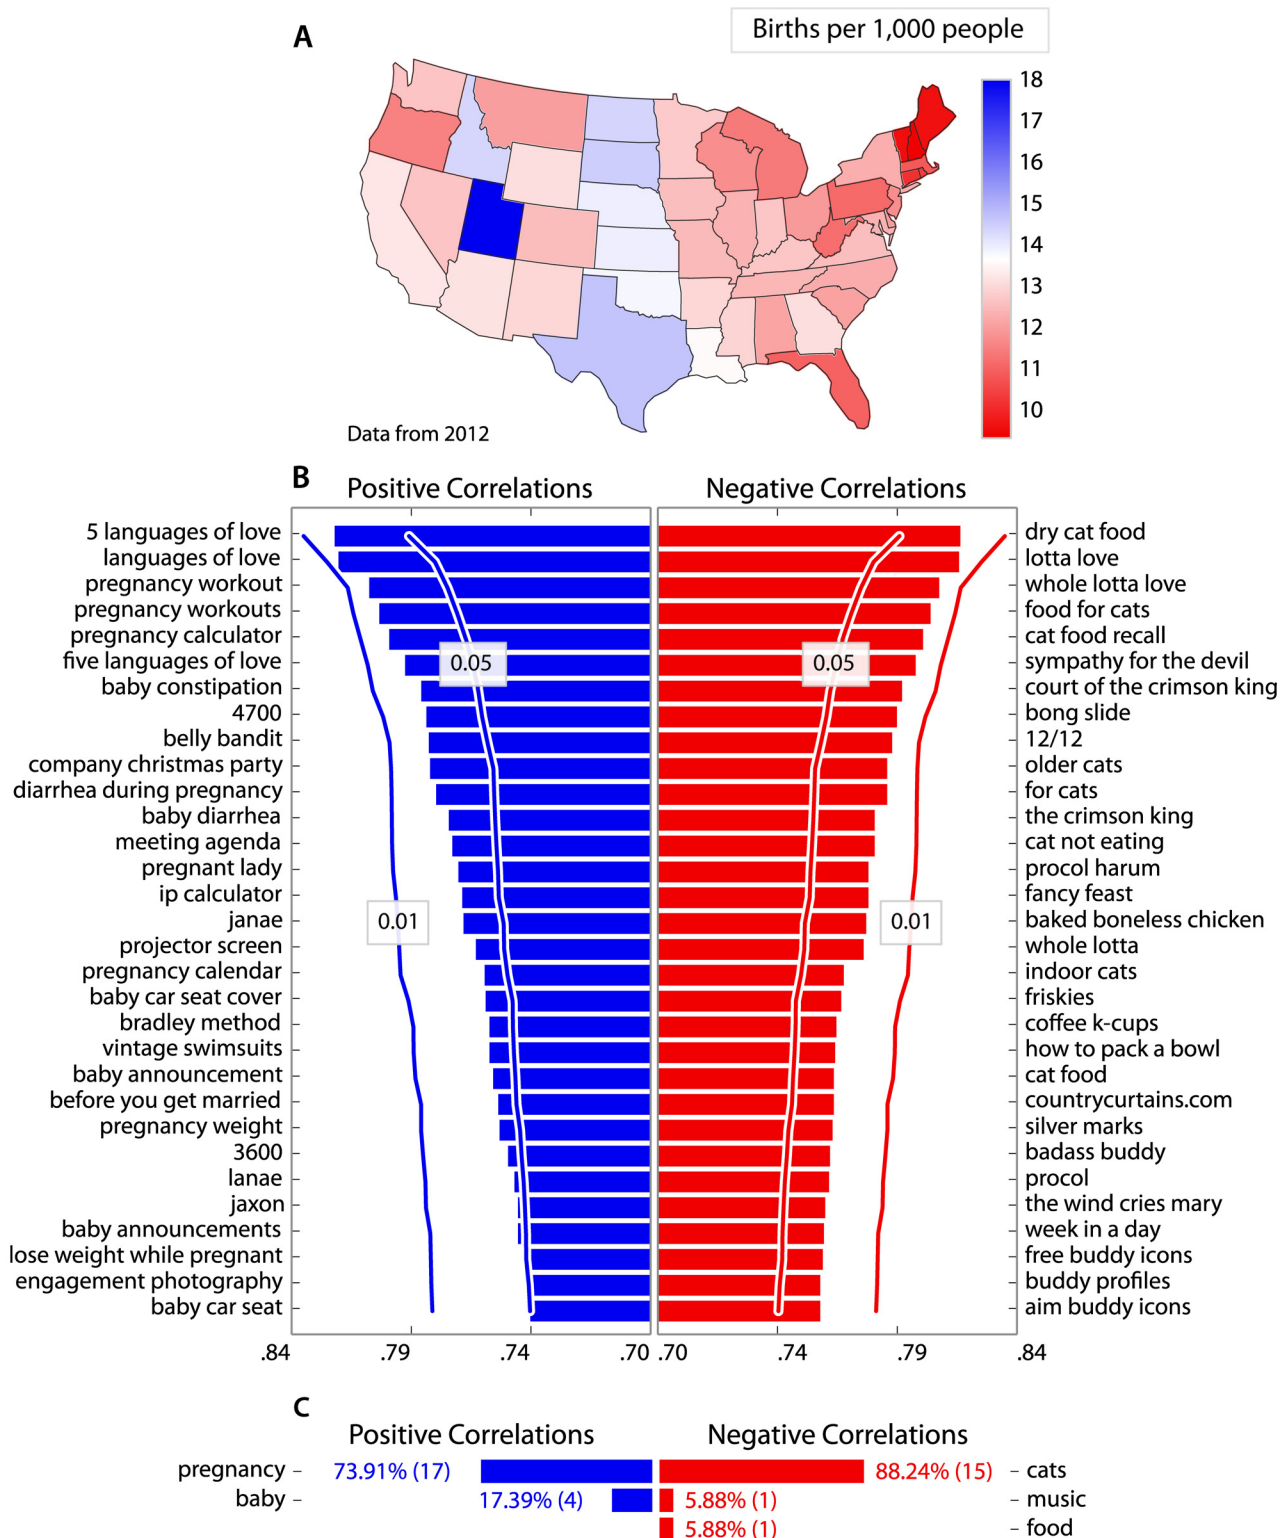 A
Births per 1,000 people
18
17
16
15
14
13
12
11
10
Data from 2012
B
Positive Correlations
Negative Correlations
5 languages of love
languages of love
pregnancy workout
pregnancy workouts
pregnancy calculator
five languages of love
baby constipation
4700
belly bandit
company christmas party
diarrhea during pregnancy
baby diarrhea
meeting agenda
pregnant lady
ip calculator
janae
projector screen
pregnancy calendar
baby car seat cover
bradley method
vintage swimsuits
baby announcement
before you get married
pregnancy weight
3600
lanae
jaxon
baby announcements
lose weight while pregnant
engagement photography
baby car seat
0.05
0.01
0.05
0.01
dry cat food
lotta love
whole lotta love
food for cats
cat food recall
sympathy for the devil
court of the crimson king
bong slide
12/12
older cats
for cats
the crimson king
cat not eating
procol harum
fancy feast
baked boneless chicken
whole lotta
indoor cats
friskies
coffee k-cups
how to pack a bowl
cat food
countrycurtains.com
silver marks
badass buddy
procol
the wind cries mary
week in a day
free buddy icons
buddy profiles
aim buddy icons
.84 .79 .74 .70 .70 .74 .79 .84
C
Positive Correlations
Negative Correlations
pregnancy 73.91% (17)
baby 17.39% (4)
88.24% (15) cats
5.88% (1) music
5.88% (1) food